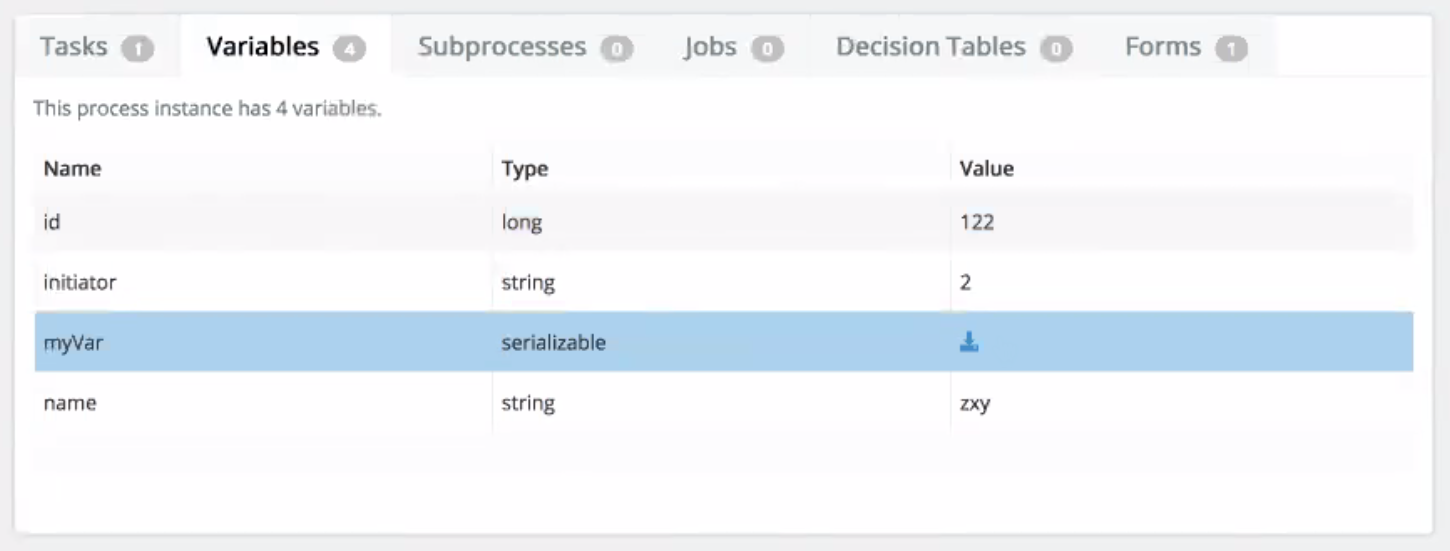 Tasks 1 Variables 4 Subprocesses 0 Jobs 0 Decision Tables 0 Forms 1
This process instance has 4 variables.
Name Type Value
id long 122
initiator string 2
myVar serializable
name string zxy